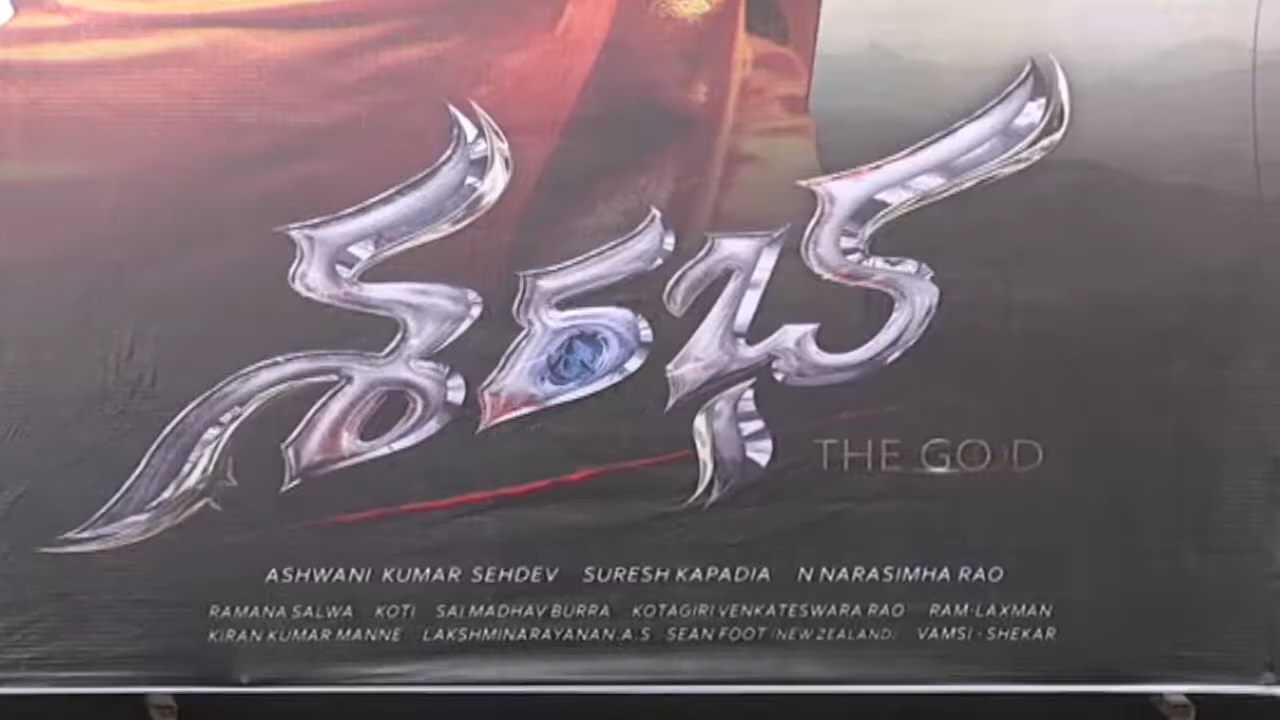 శరభ
THE GOD
ASHWANI KUMAR SEHDEV SURESH KAPADIA N NARASIMHA RAO
RAMANA SALWA KOTI SAI MADHAV BURRA KOTAGIRI VENKATESWARA RAO RAM-LAXMAN
KIRAN KUMAR MANNE LAKSHMINARAYANAN.A.S SEAN FOOT (NEW ZEALAND) VAMSI - SHEKAR